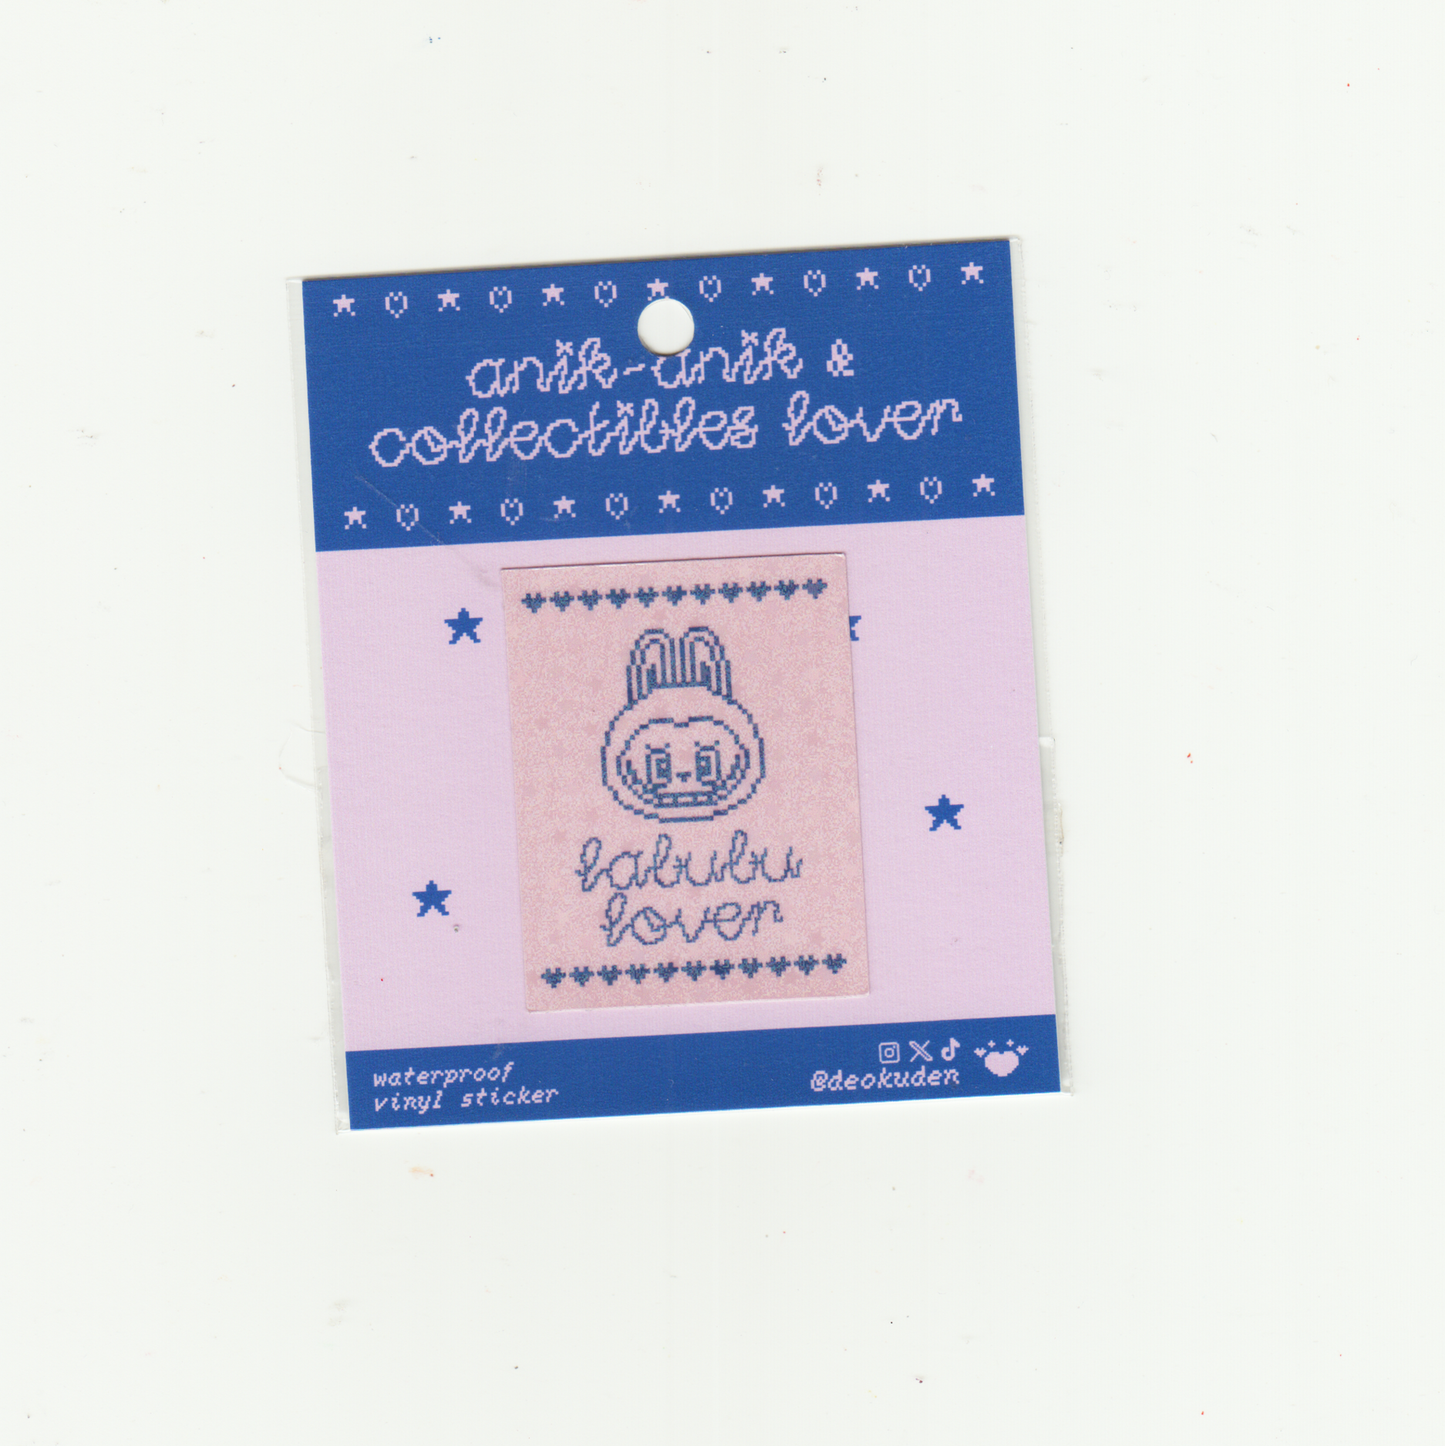 anik-anik &
collectibles lover
labubu
lover
waterproof
vinyl sticker
@deokuden